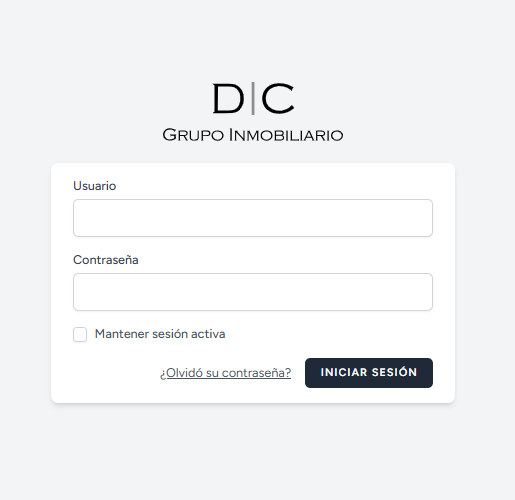 D|C
GRUPO INMOBILIARIO
Usuario
Contraseña
Mantener sesión activa
¿Olvidó su contraseña?
INICIAR SESIÓN